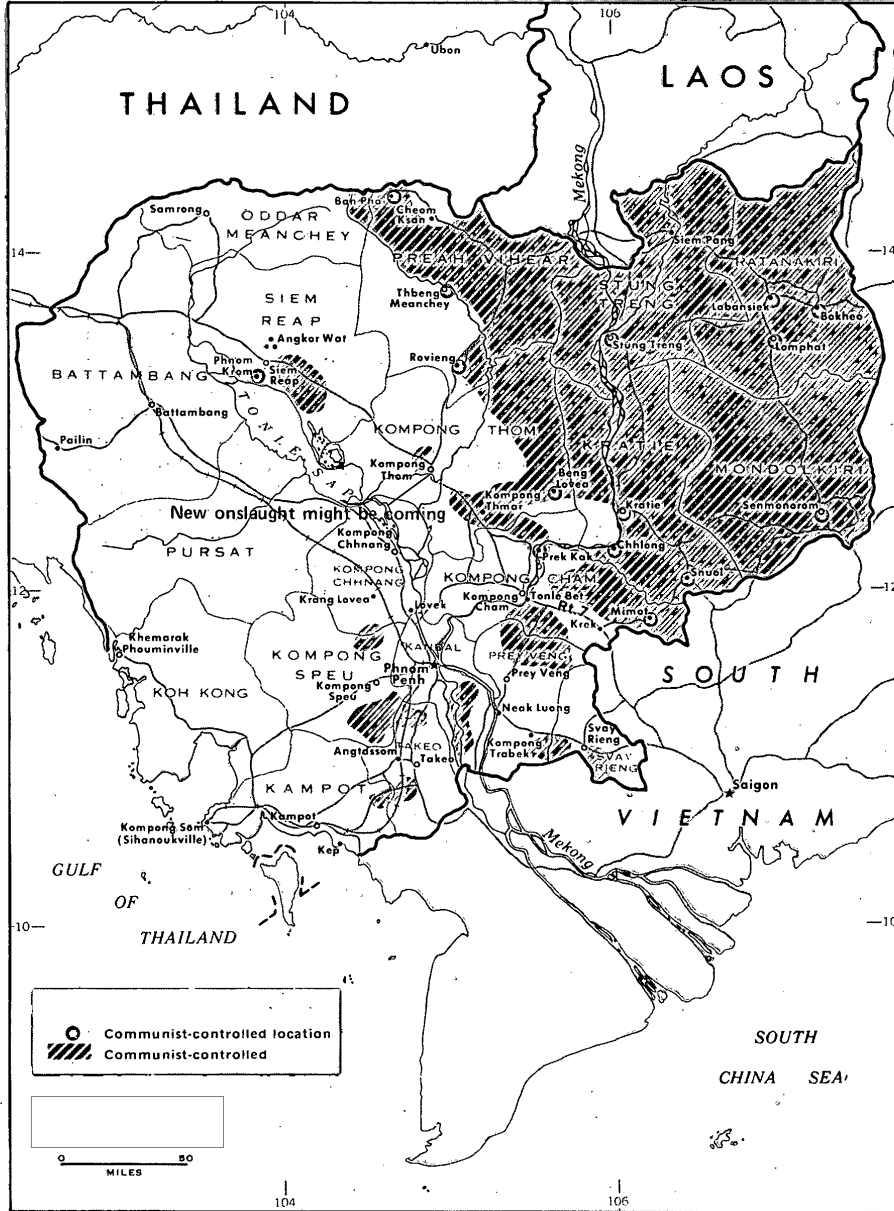 104
106
Ubon
LAOS
THAILAND
Mekong
Ban Pho
Cheom
Ksan
Samrong
ODDAR
MEANCHEY
14
14
Siem Pang
PREAH VIHEAR
RATANAKIRI
STUNG
TRENG
Thbeng
Meanchey
SIEM
REAP
Labansiek
Bokheo
Angkor Wat
Stung Treng
Lomphat
Phnom
Krom
Siem
Reap
Rovieng
BATTAMBANG
Battambang
TONLE SAP
Pailin
KOMPONG THOM
KRATIE
Kompong
Thom
MONDOLKIRI
Beng
Lovea
Kompong
Thmar
Kratie
Senmonorom
New onslaught might be coming
Kompong
Chhnang
PURSAT
Prek Kak
Chhlong
KOMPONG
CHHNANG
KOMPONG CHAM
Snuol
12
12
Krang Lovea
Lovek
Kompong
Cham
Tonle Bet
Rt. 7
Mimot
Krek
Khemarak
Phouminville
KANDAL
PREY VENG
KOMPONG
SPEU
Phnom
Penh
SOUTH
Kompong
Speu
Prey Veng
KOH KONG
Neak Luong
Svay
Rieng
Kompong
Trabek
SVAY
RIENG
Angtassom
TAKEO
Takeo
KAMPOT
Saigon
Kompong Som
(Sihanoukville)
Kampot
VIETNAM
Kep
Mekong
GULF
OF
THAILAND
10
10
Communist-controlled location
Communist-controlled
SOUTH
CHINA SEA
0 50
MILES
104
106